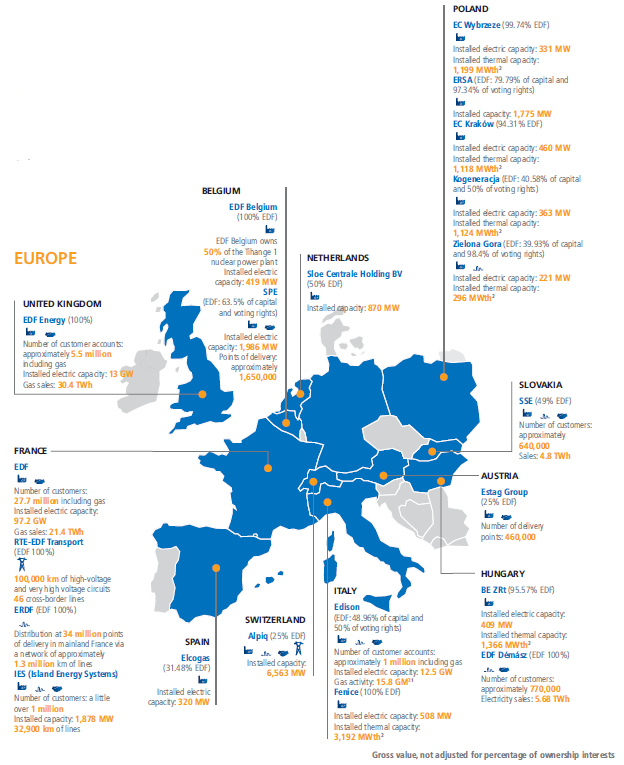 POLAND
EC Wybrzeze (99.74% EDF)
Installed electric capacity: 331 MW
Installed thermal capacity:
1,199 MWth²
ERSA (EDF: 79.79% of capital and
97.34% of voting rights)
Installed capacity: 1,775 MW
EC Kraków (94.31% EDF)
Installed electric capacity: 460 MW
Installed thermal capacity:
1,118 MWth²
Kogeneracja (EDF: 40.58% of capital
and 50% of voting rights)
Installed electric capacity: 363 MW
Installed thermal capacity:
1,124 MWth²
Zielona Gora (EDF: 39.93% of capital
and 98.4% of voting rights)
Installed electric capacity: 221 MW
Installed thermal capacity:
296 MWth²
BELGIUM
EDF Belgium
(100% EDF)
EDF Belgium owns
50% of the Tihange 1
nuclear power plant
Installed electric
capacity: 419 MW
SPE
(EDF: 63.5% of capital
and voting rights)
Installed electric
capacity: 1,986 MW
Points of delivery:
approximately
1,650,000
NETHERLANDS
Sloe Centrale Holding BV
(50% EDF)
Installed capacity: 870 MW
EUROPE
UNITED KINGDOM
EDF Energy (100%)
Number of customer accounts:
approximately 5.5 million
including gas
Installed electric capacity: 13 GW
Gas sales: 30.4 TWh
SLOVAKIA
SSE (49% EDF)
Number of customers:
approximately
640,000
Sales: 4.8 TWh
FRANCE
EDF
Number of customers:
27.7 million including gas
Installed electric capacity:
97.2 GW
Gas sales: 21.4 TWh
RTE-EDF Transport
(EDF 100%)
100,000 km of high-voltage
and very high voltage circuits
46 cross-border lines
ERDF (EDF 100%)
Distribution at 34 million points
of delivery in mainland France via
a network of approximately
1.3 million km of lines
IES (Island Energy Systems)
Number of customers: a little
over 1 million
Installed capacity: 1,878 MW
32,900 km of lines
AUSTRIA
Estag Group
(25% EDF)
Number of delivery
points: 460,000
HUNGARY
BE ZRt (95.57% EDF)
Installed electric capacity:
409 MW
Installed thermal capacity:
1,366 MWth²
EDF Démász (EDF 100%)
Number of customers:
approximately 770,000
Electricity sales: 5.68 TWh
SPAIN
Elcogas
(31.48% EDF)
Installed electric
capacity: 320 MW
SWITZERLAND
Alpiq (25% EDF)
Installed capacity:
6,563 MW
ITALY
Edison
(EDF: 48.96% of capital and
50% of voting rights)
Number of customer accounts:
approximately 1 million including gas
Installed electric capacity: 12.5 GW
Gas activity: 15.8 GM³¹
Fenice (100% EDF)
Installed electric capacity: 508 MW
Installed thermal capacity:
3,192 MWth²
Gross value, not adjusted for percentage of ownership interests